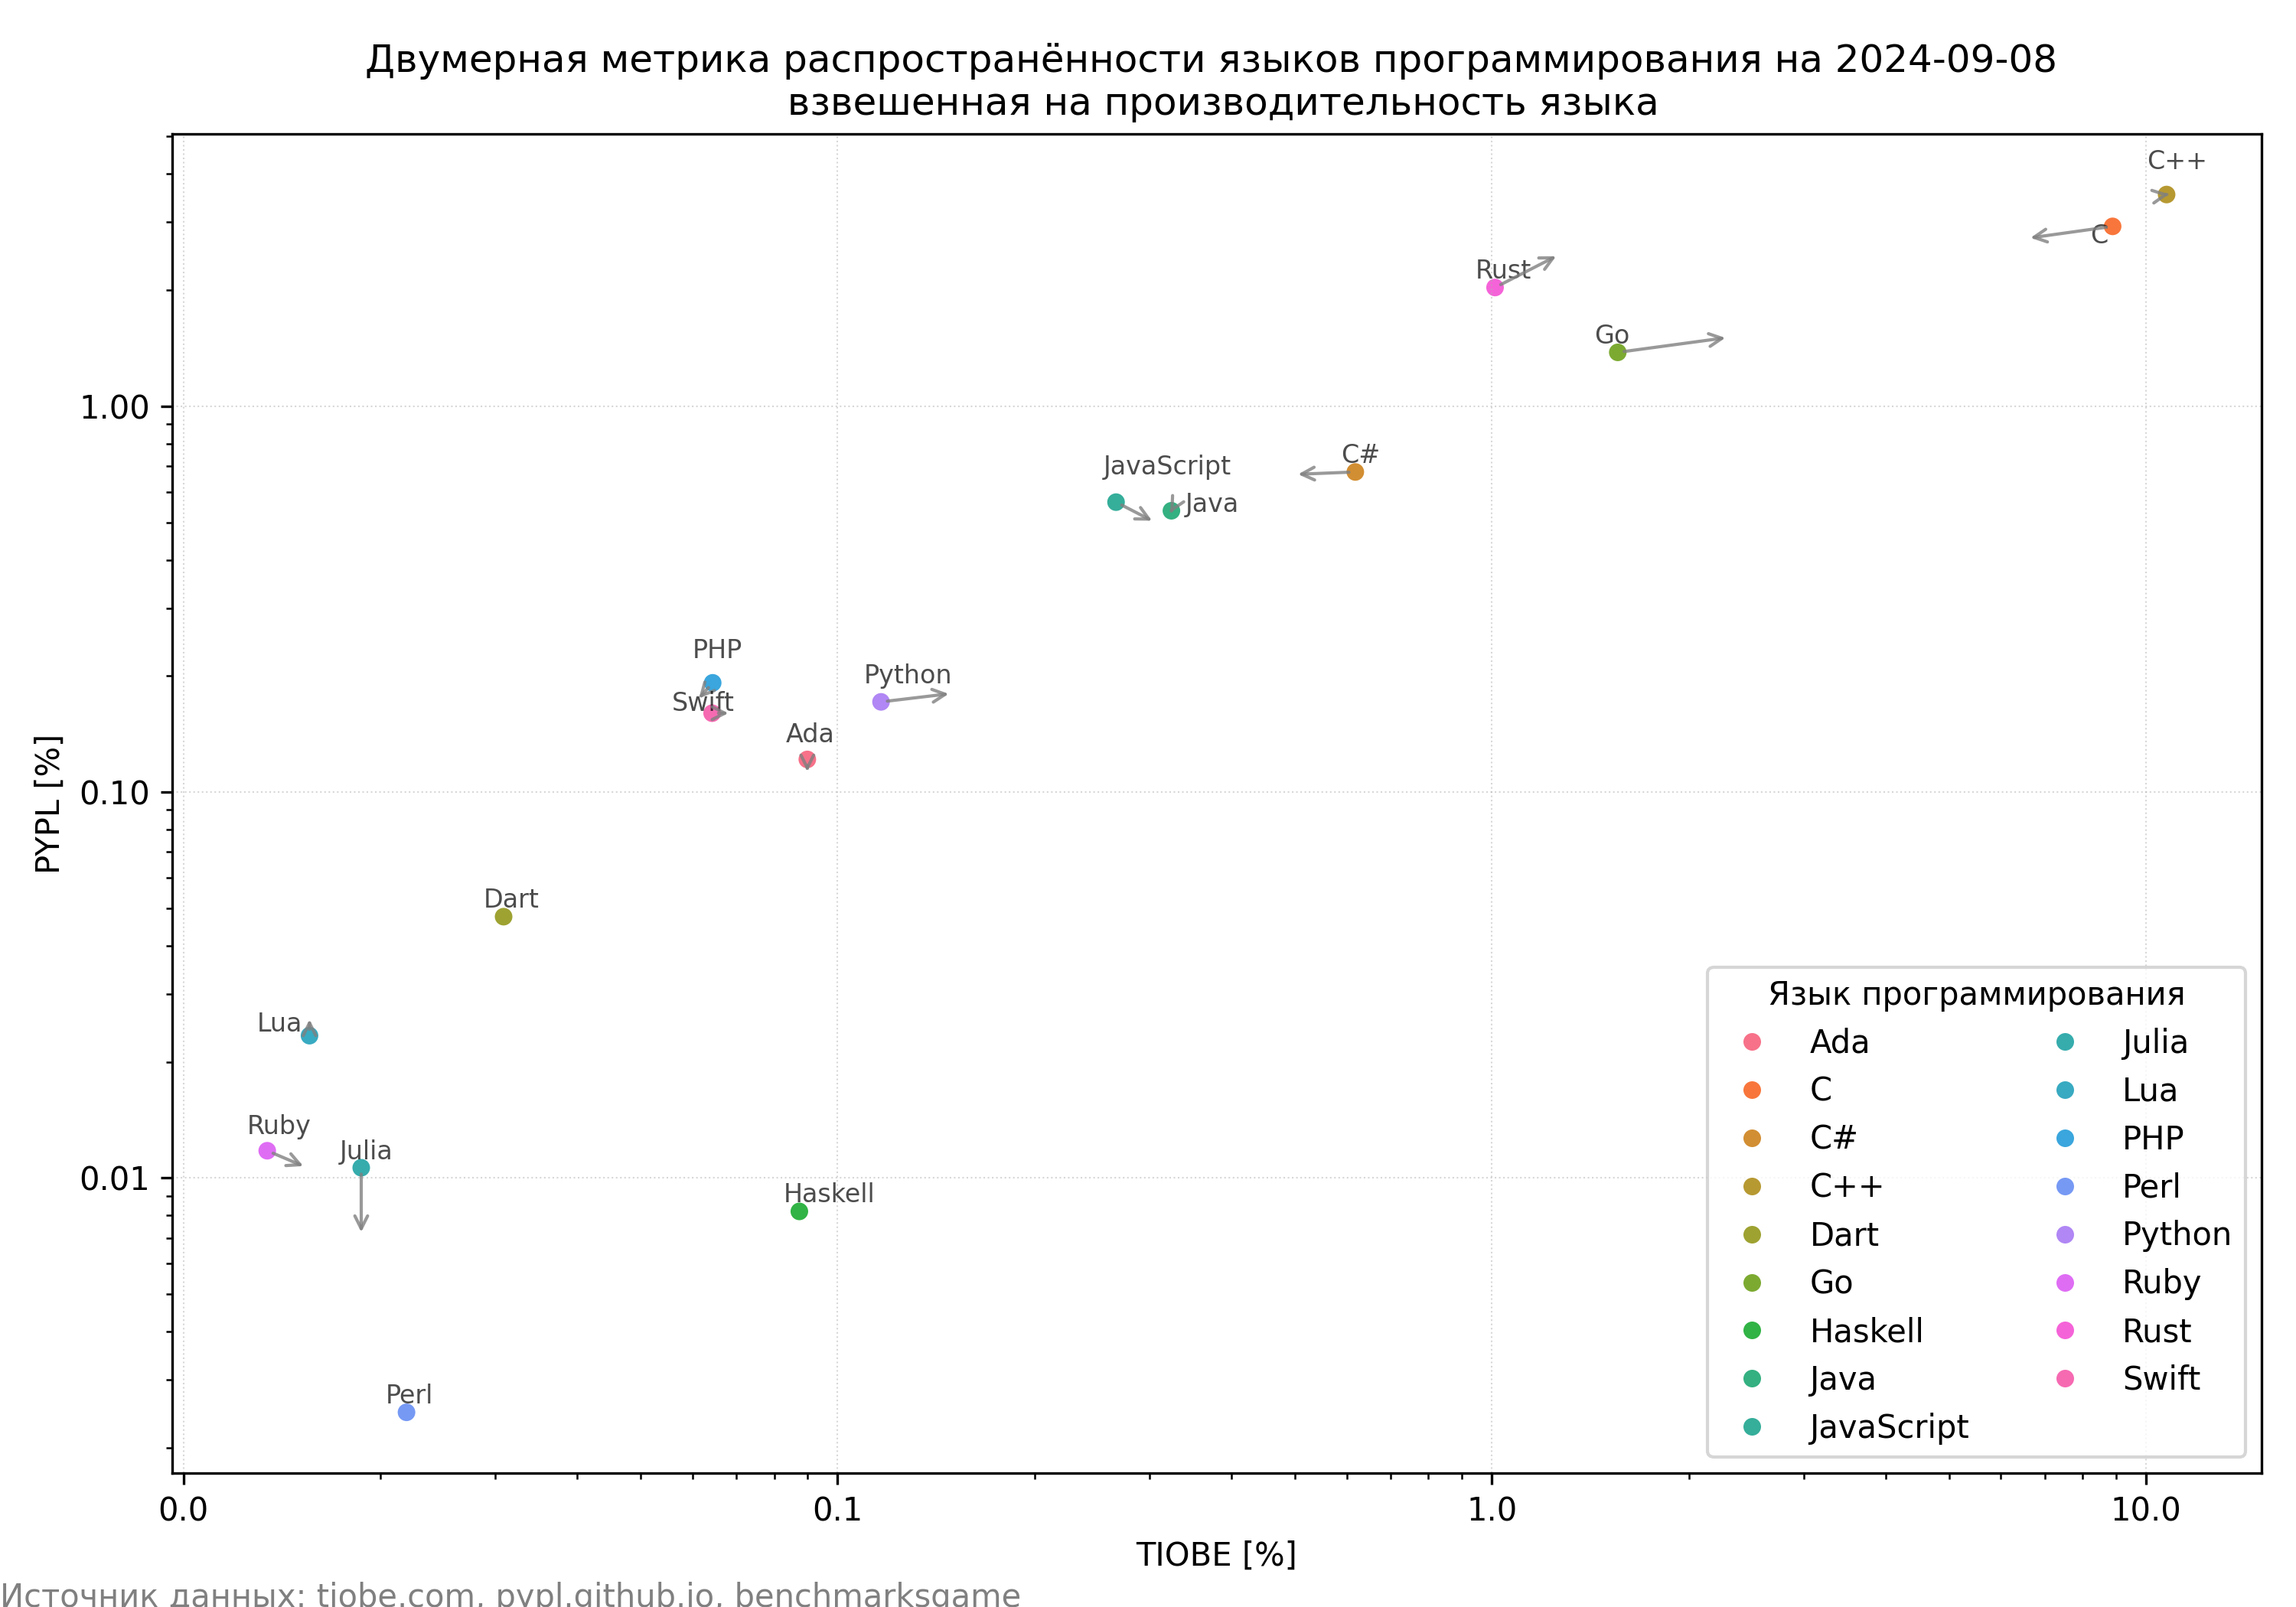 Двумерная метрика распространённости языков программирования на 2024-09-08
взвешенная на производительность языка
C++
C
Rust
Go
1.00
C#
JavaScript
Java
PHP
Python
Swift
Ada
PYPL [%]
0.10
Dart
Lua
Ruby
Julia
0.01
Haskell
Perl
Язык программирования
Ada
C
C#
C++
Dart
Go
Haskell
Java
JavaScript
Julia
Lua
PHP
Perl
Python
Ruby
Rust
Swift
0.0
0.1
1.0
10.0
TIOBE [%]
Источник данных: tiobe.com, pypl.github.io, benchmarksgame